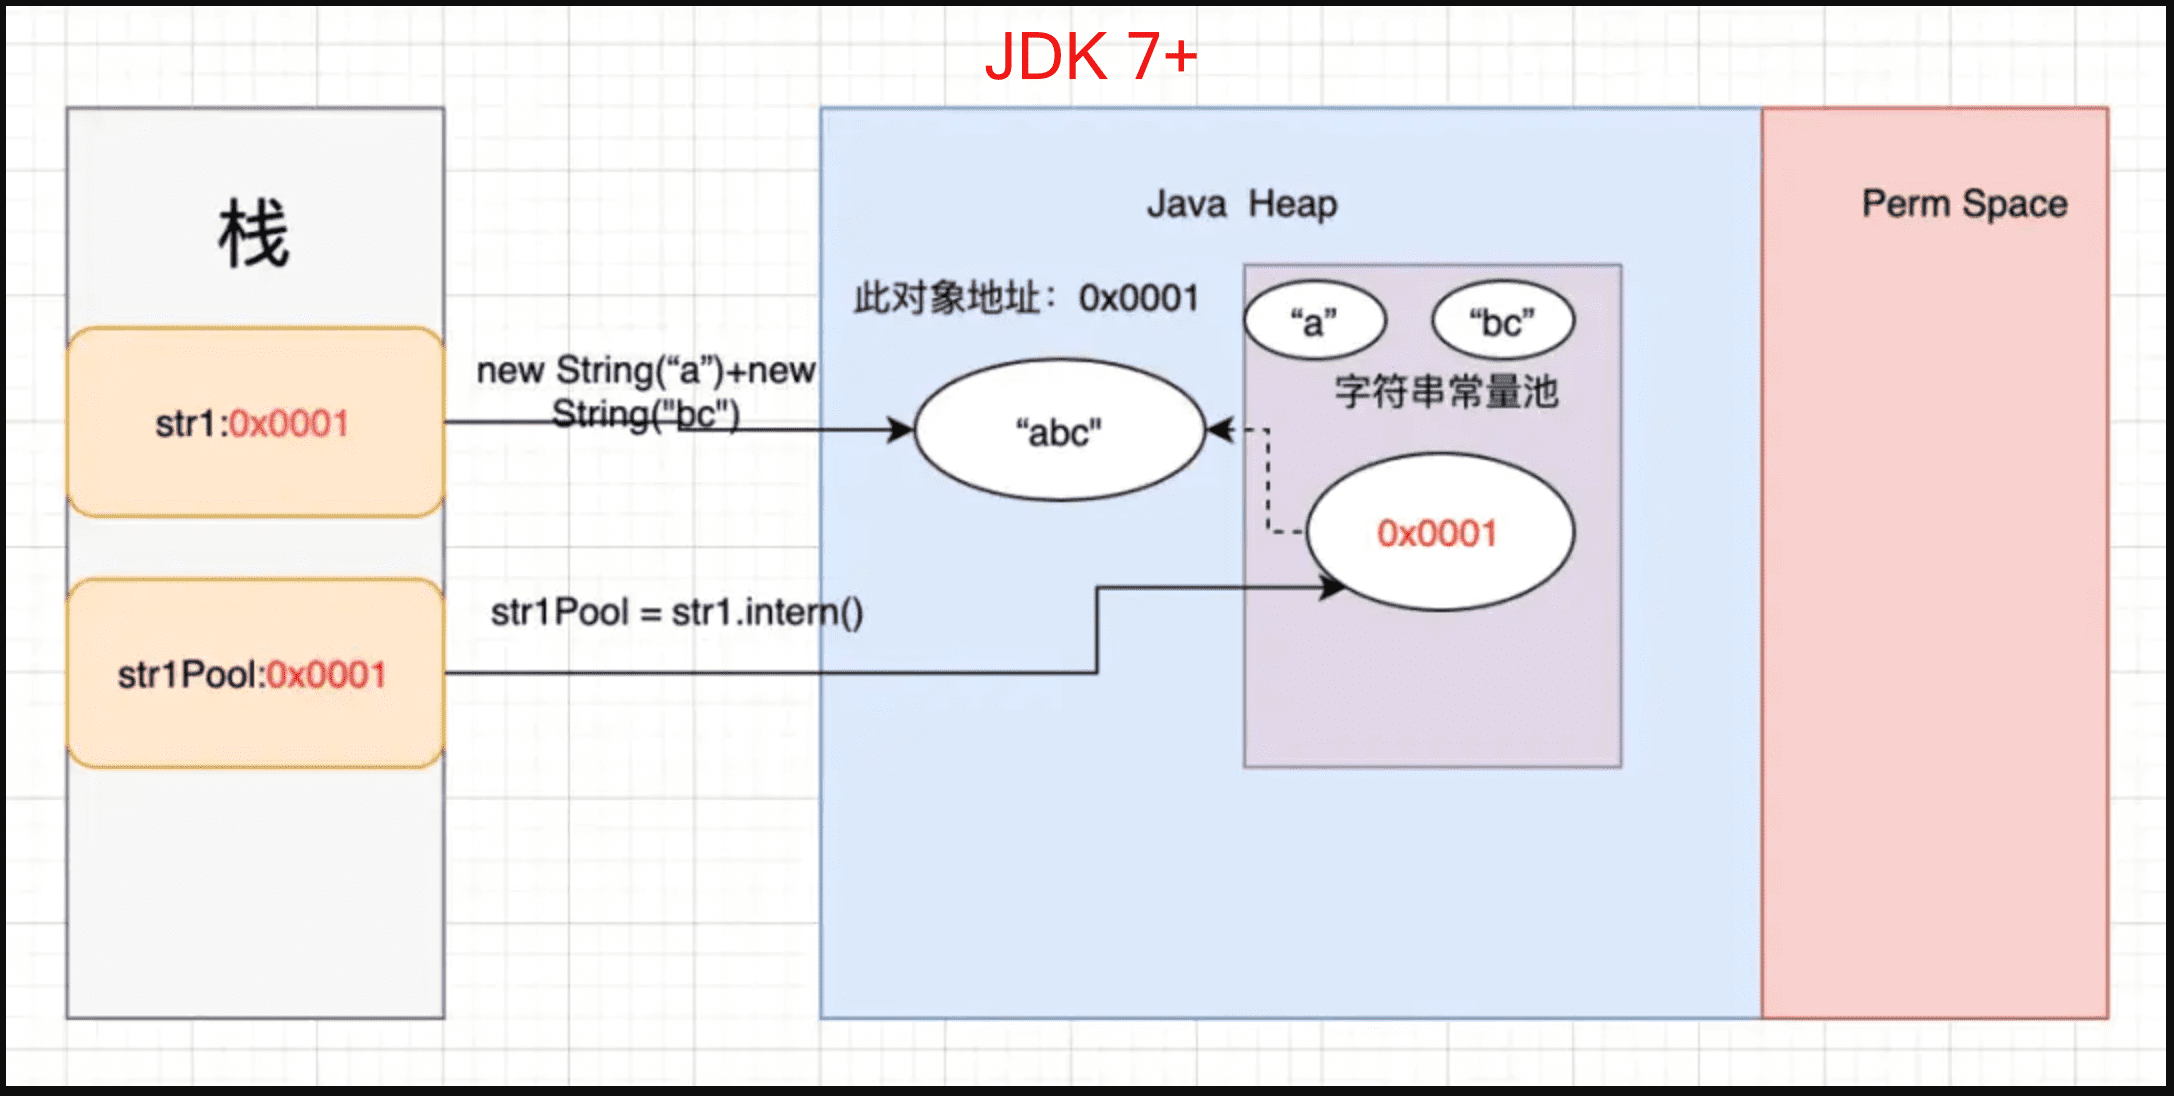 JDK 7+
栈
Java Heap
Perm Space
此对象地址：0x0001
“a”
“bc”
字符串常量池
new String(“a”)+new
String("bc")
str1:0x0001
“abc"
0x0001
str1Pool = str1.intern()
str1Pool:0x0001